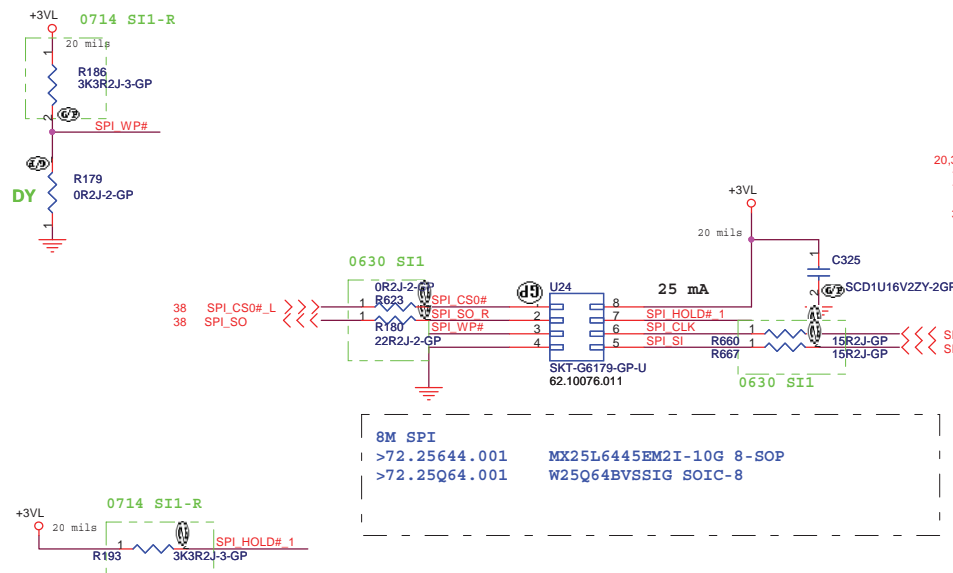 +3VL
0714 SI1-R
20 mils
1
R186
3K3R2J-3-GP
2
SPI_WP#
R179
0R2J-2-GP
DY
1
20,3
+3VL
20 mils
1
C325
2
SCD1U16V2ZY-2GP
0630 SI1
0R2J-2-GP
38 SPI_CS0#_L
1
R623
SPI_CS0#
1
GP
U24
8
25 mA
38 SPI_SO
1
SPI_SO_R
2
7
SPI_HOLD#_1
R180
SPI_WP#
3
6
SPI_CLK
R660
1
15R2J-GP
22R2J-2-GP
4
5
SPI_SI
R667
1
15R2J-GP
SKT-G6179-GP-U
62.10076.011
0630 SI1
8M SPI
>72.25644.001 MX25L6445EM2I-10G 8-SOP
>72.25Q64.001 W25Q64BVSSIG SOIC-8
0714 SI1-R
+3VL
20 mils
R193
1
3K3R2J-3-GP
SPI_HOLD#_1